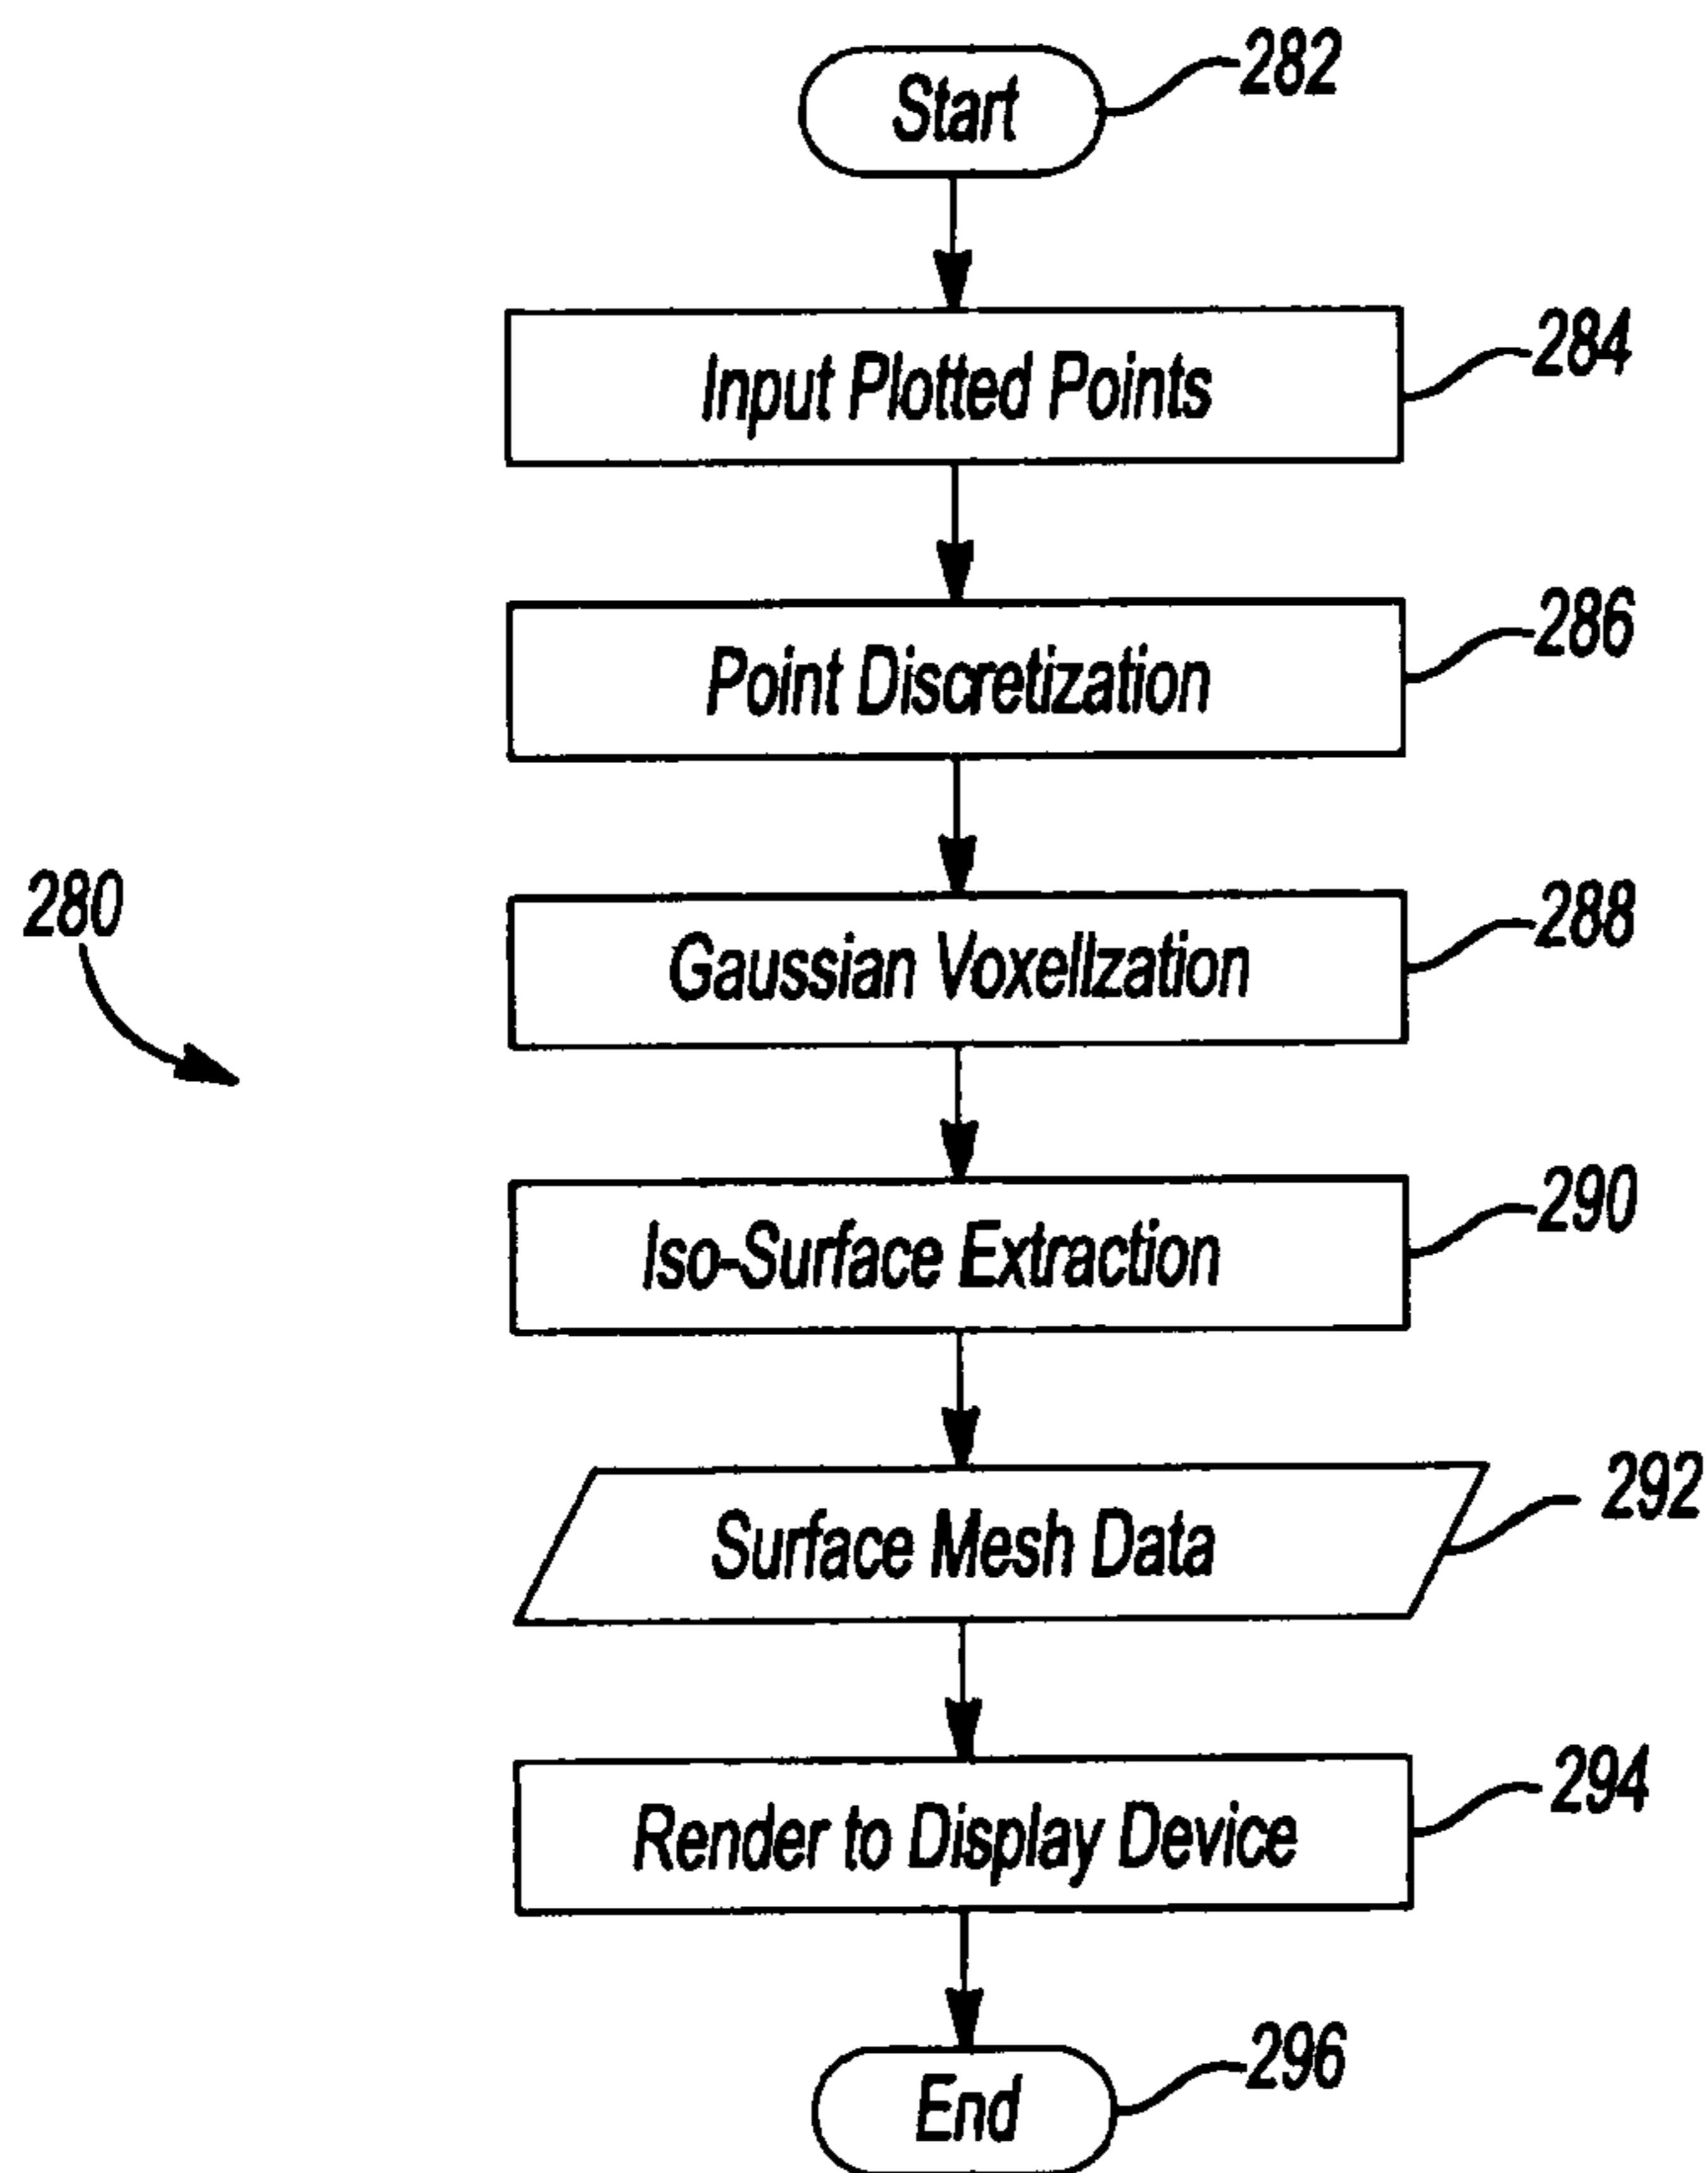 Start
282
Input Plotted Points
284
Point Discretization
286
280
Gaussian Voxellzation
288
Iso-Surface Extraction
290
Surface Mesh Data
292
Render to Display Device
294
End
296